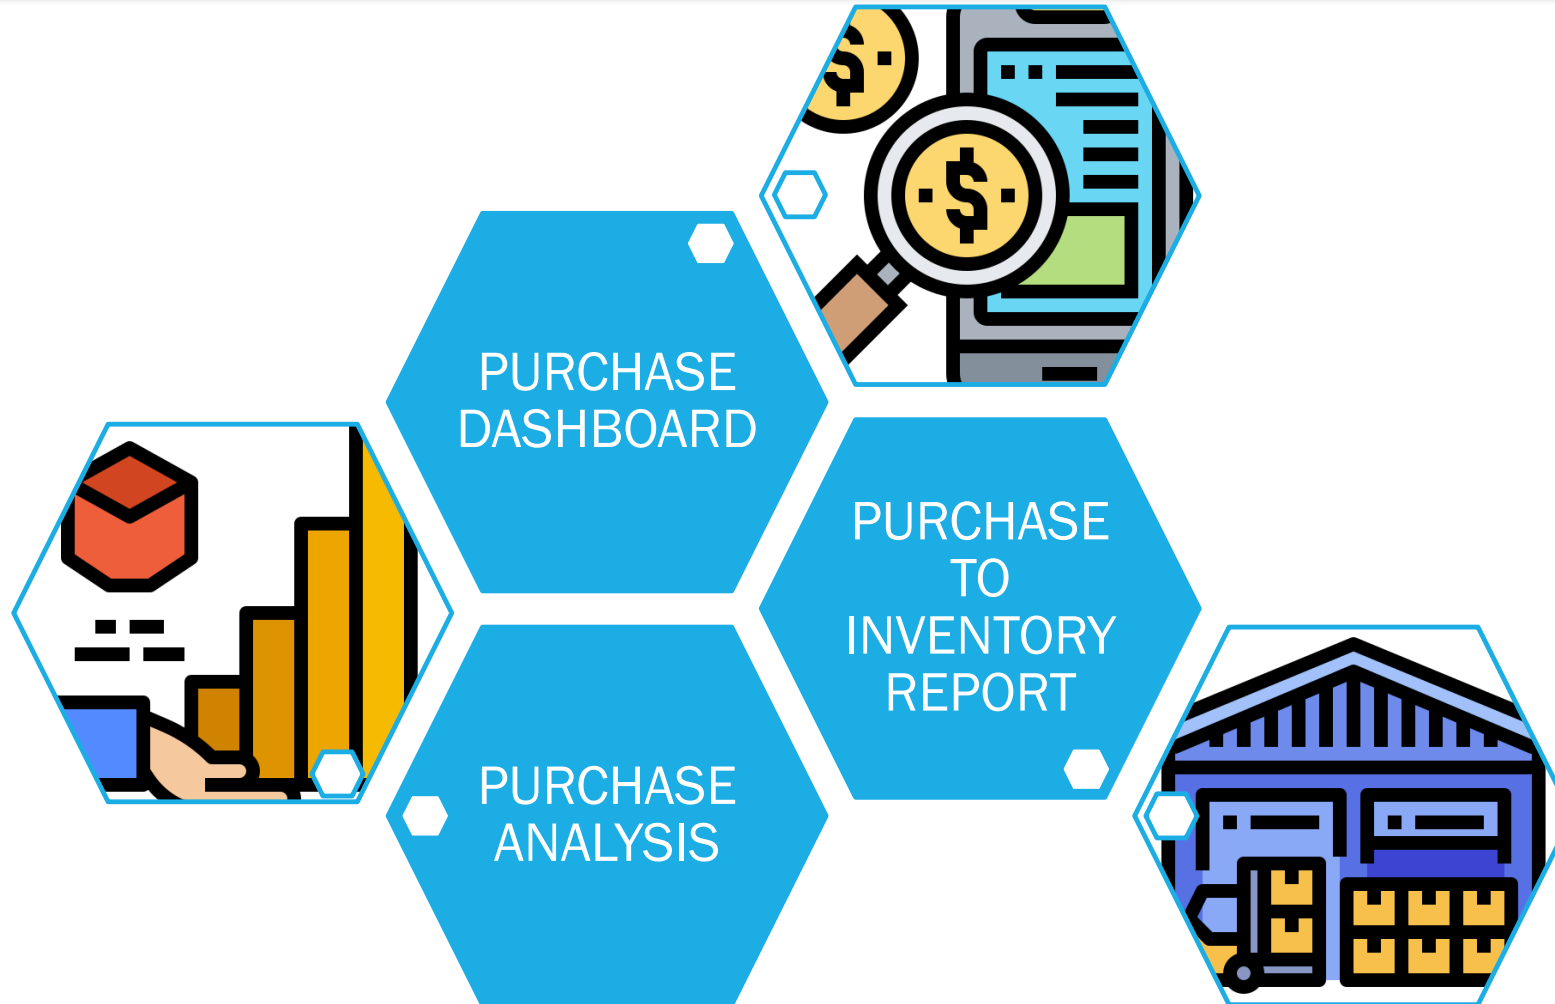 PURCHASE
DASHBOARD
PURCHASE
TO
INVENTORY
REPORT
PURCHASE
ANALYSIS